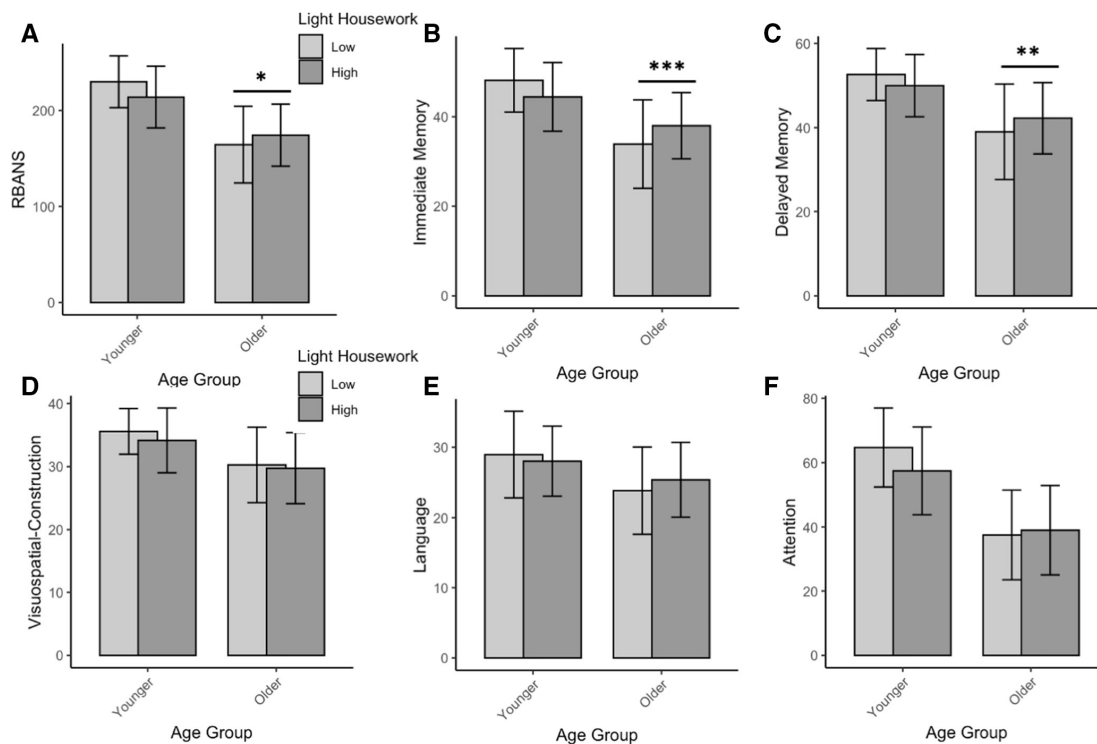 A
Light Housework
Low
High
*
RBANS
200
100
0
Younger
Older
Age Group
B
***
Immediate Memory
40
20
0
Younger
Older
Age Group
C
**
Delayed Memory
60
40
20
0
Younger
Older
Age Group
D
Light Housework
Low
High
Visuospatial-Construction
40
30
20
10
0
Younger
Older
Age Group
E
Language
30
20
10
0
Younger
Older
Age Group
F
Attention
80
60
40
20
0
Younger
Older
Age Group